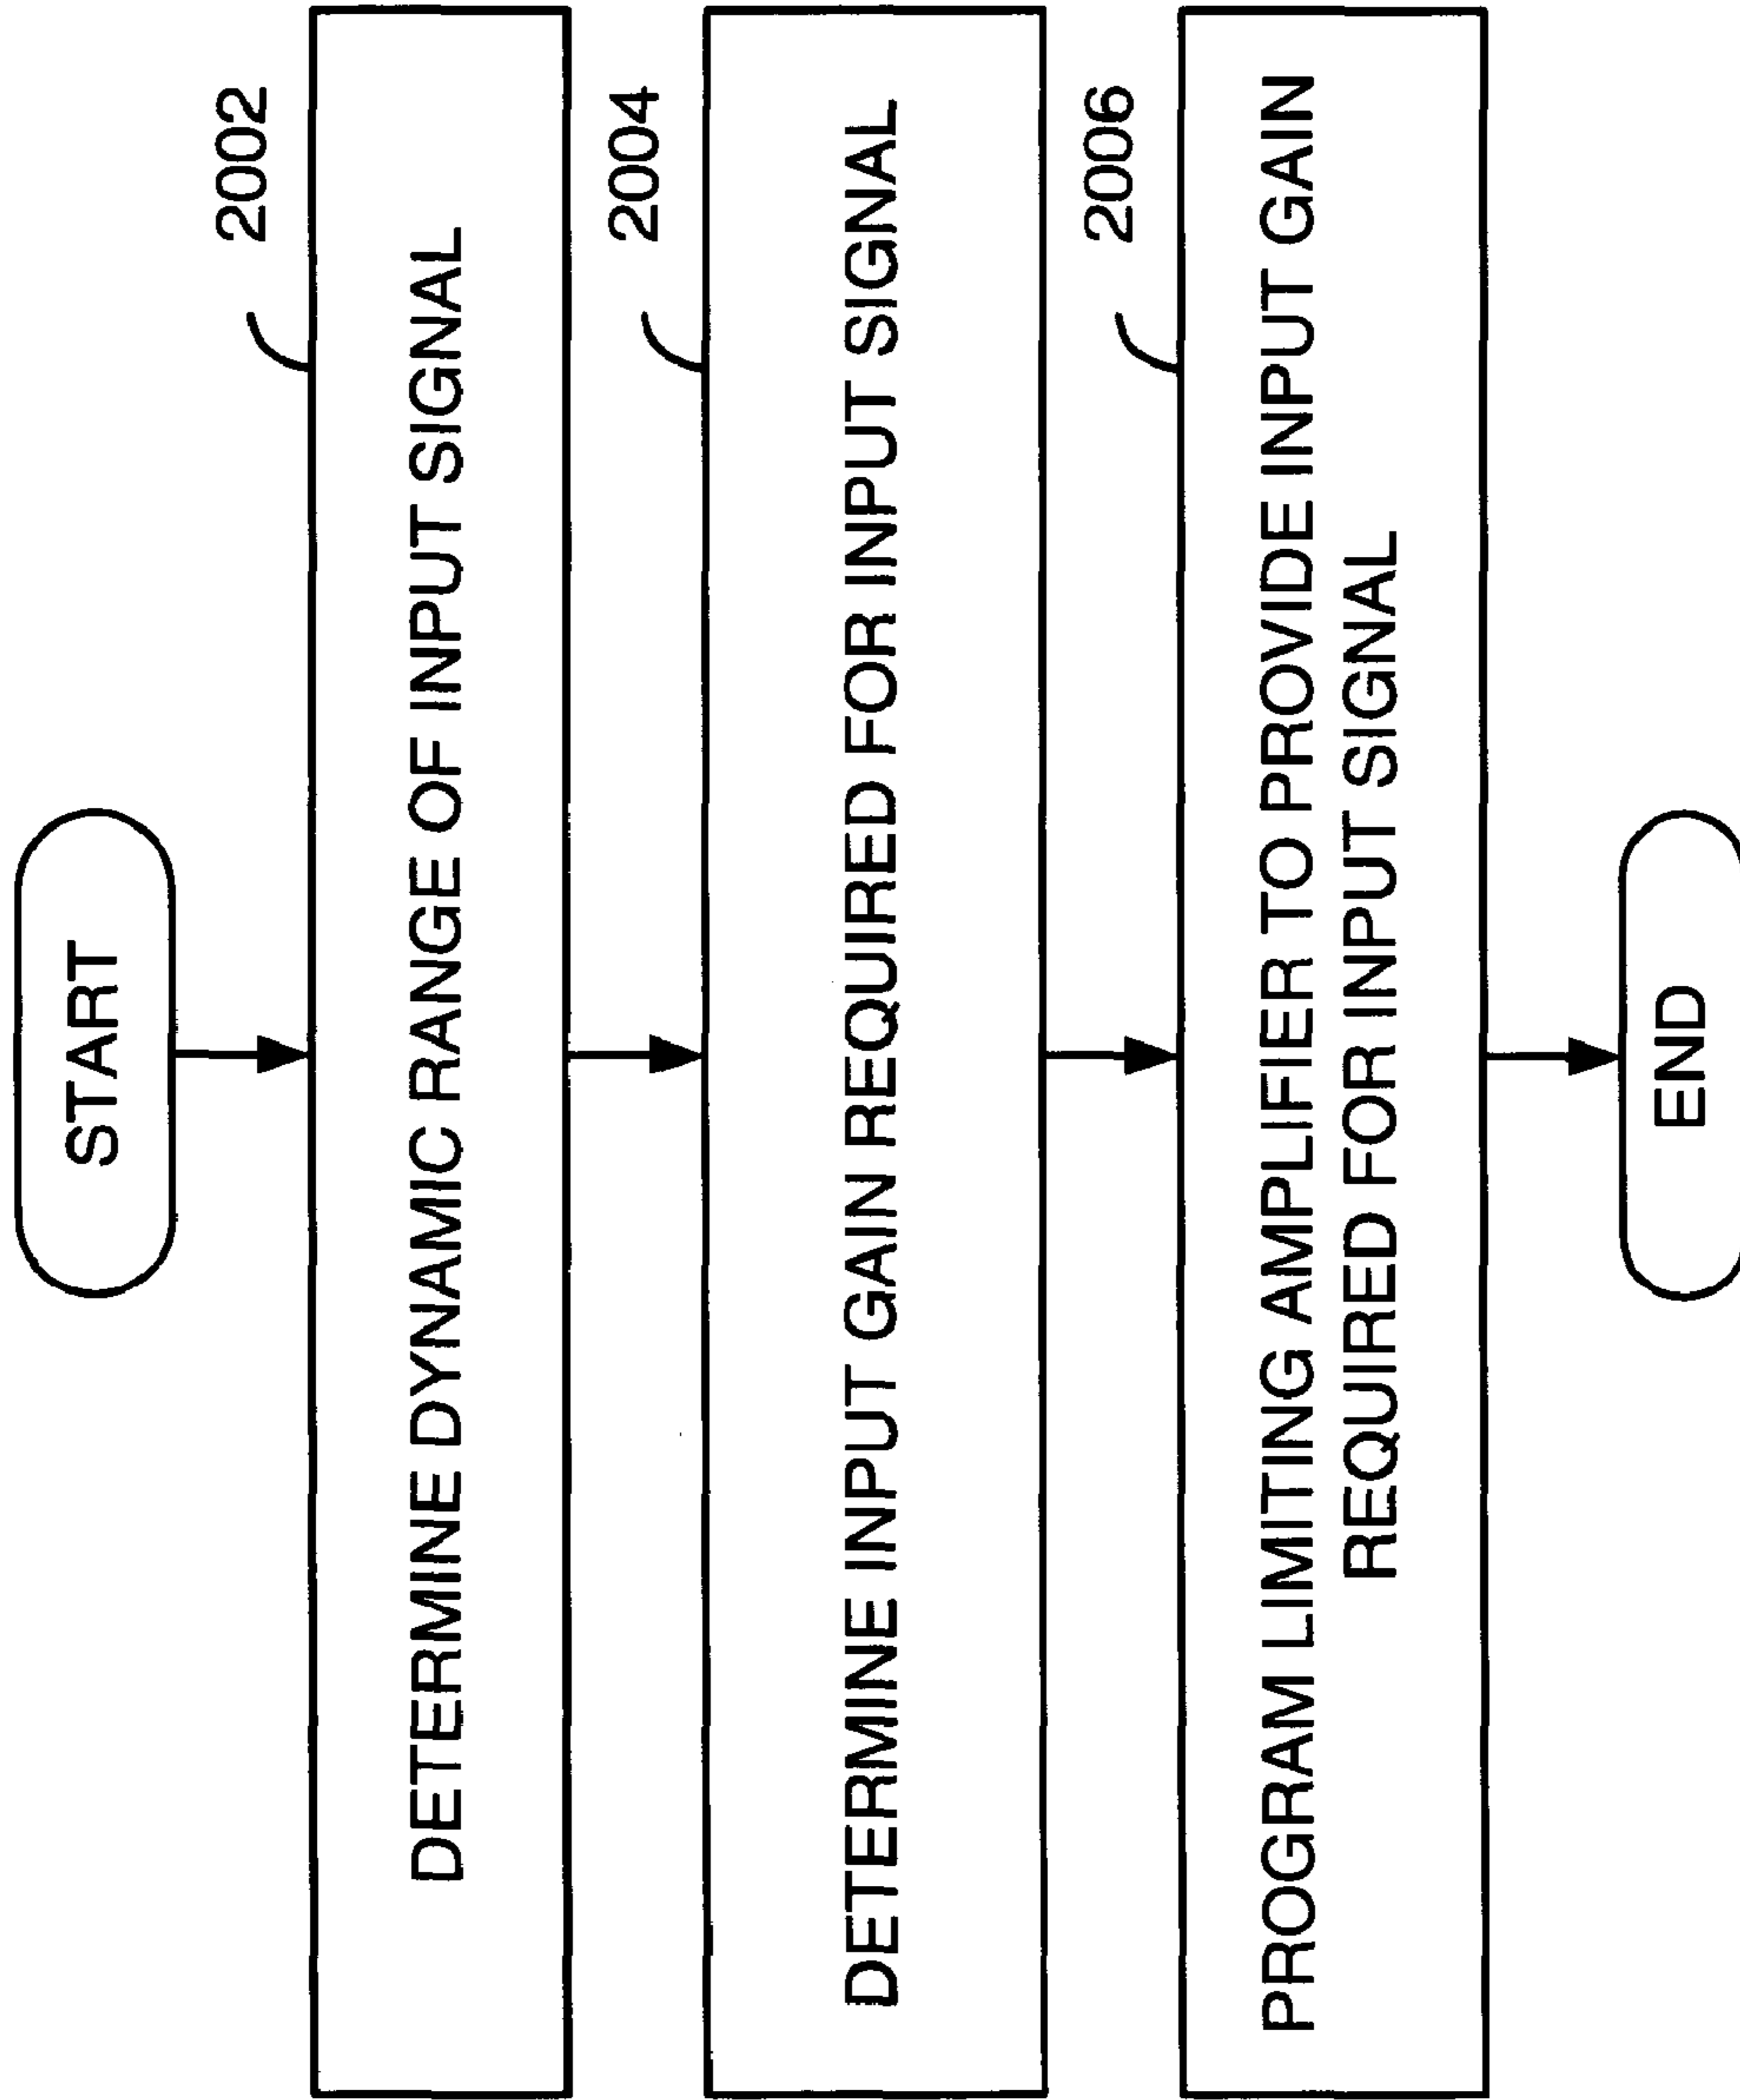 START
2002
DETERMINE DYNAMIC RANGE OF INPUT SIGNAL
2004
DETERMINE INPUT GAIN REQUIRED FOR INPUT SIGNAL
2006
PROGRAM LIMITING AMPLIFIER TO PROVIDE INPUT GAIN
REQUIRED FOR INPUT SIGNAL
END